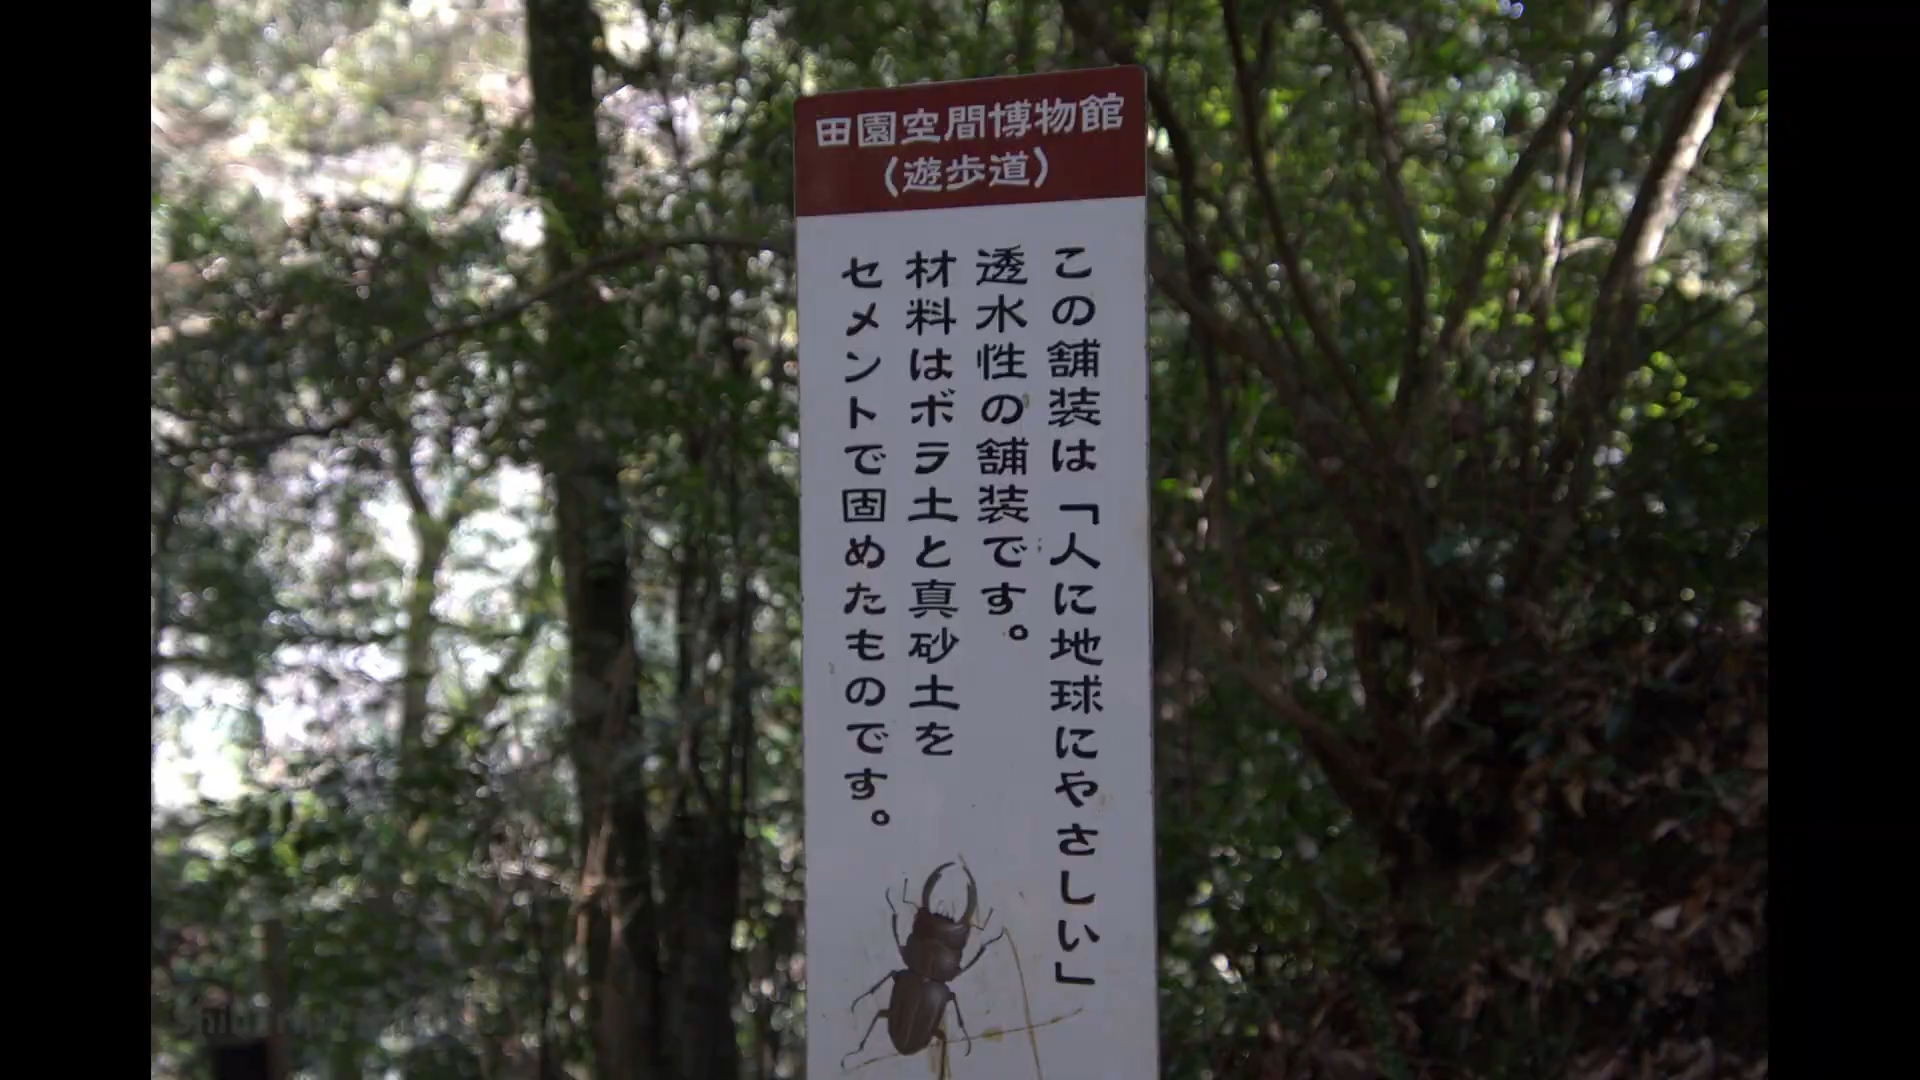 田園空間博物館
（遊歩道）
この舗装は「人に地球にやさしい」
透水性の舗装です。
材料はボラ土と真砂土を
セメントで固めたものです。